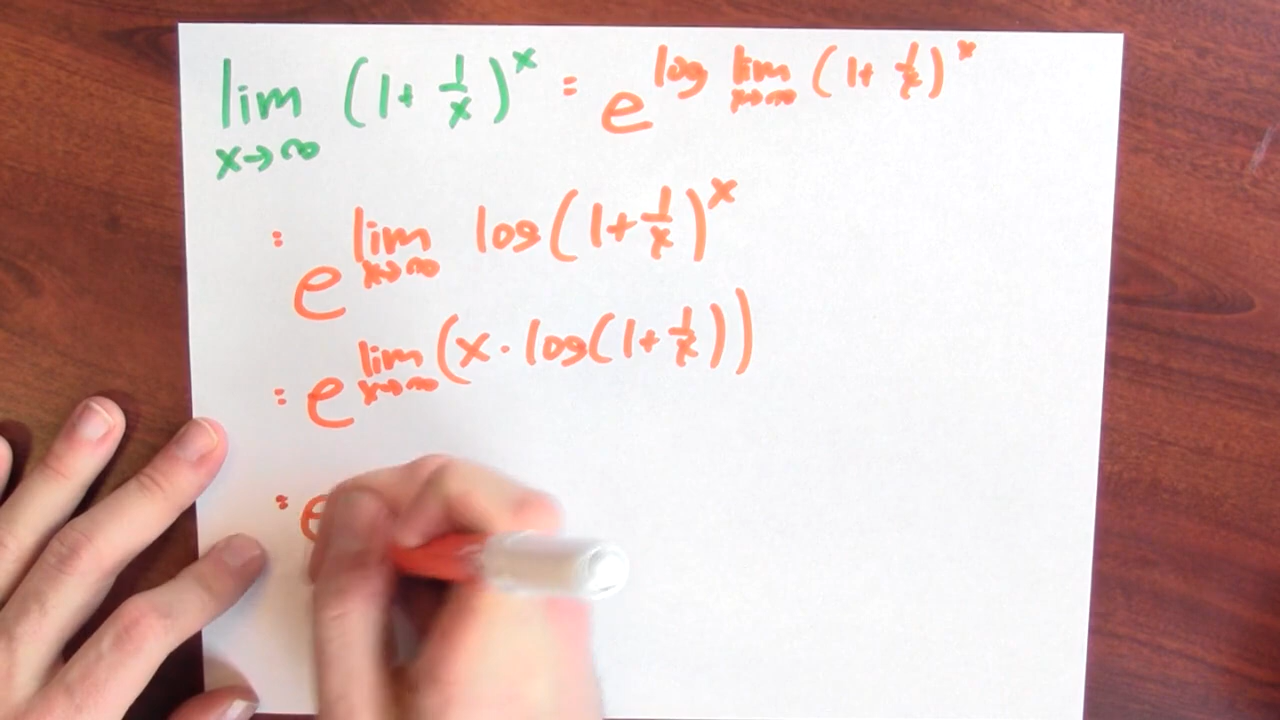 lim x→∞ (1+ 1/x)^x = e^(log lim x→∞ (1+ 1/x)^x)
= e^(lim x→∞ log(1+ 1/x)^x)
= e^(lim x→∞ (x · log(1+ 1/x)))
= e